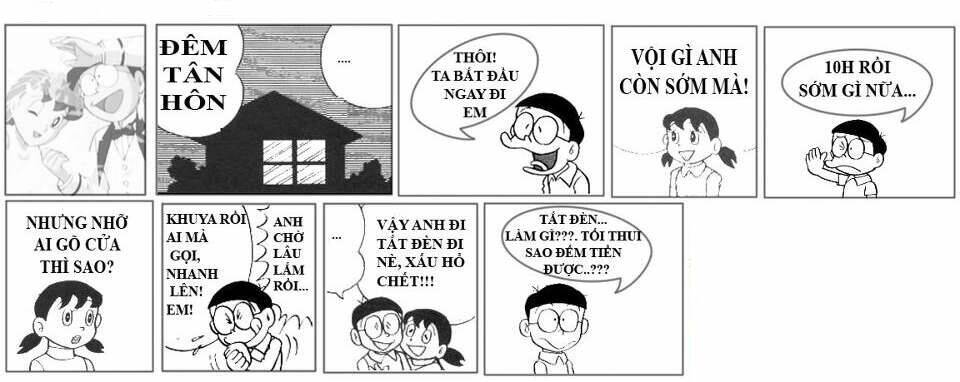 ĐÊM
TÂN
HÔN
....
THÔI!
TA BẮT ĐẦU
NGAY ĐI
EM
VỘI GÌ ANH
CÒN SỚM MÀ!
10H RỒI
SỚM GÌ NỮA...
NHƯNG NHỠ
AI GÕ CỬA
THÌ SAO?
KHUYA RỒI
AI MÀ
GỌI,
NHANH
LÊN!
EM!
ANH
CHỜ
LÂU
LẮM
RỒI...
...
VẬY ANH ĐI
TẮT ĐÈN ĐI
NÈ, XẤU HỔ
CHẾT!!!
TẮT ĐÈN...
LÀM GÌ???. TỐI THUI
SAO ĐẾM TIỀN
ĐƯỢC..???